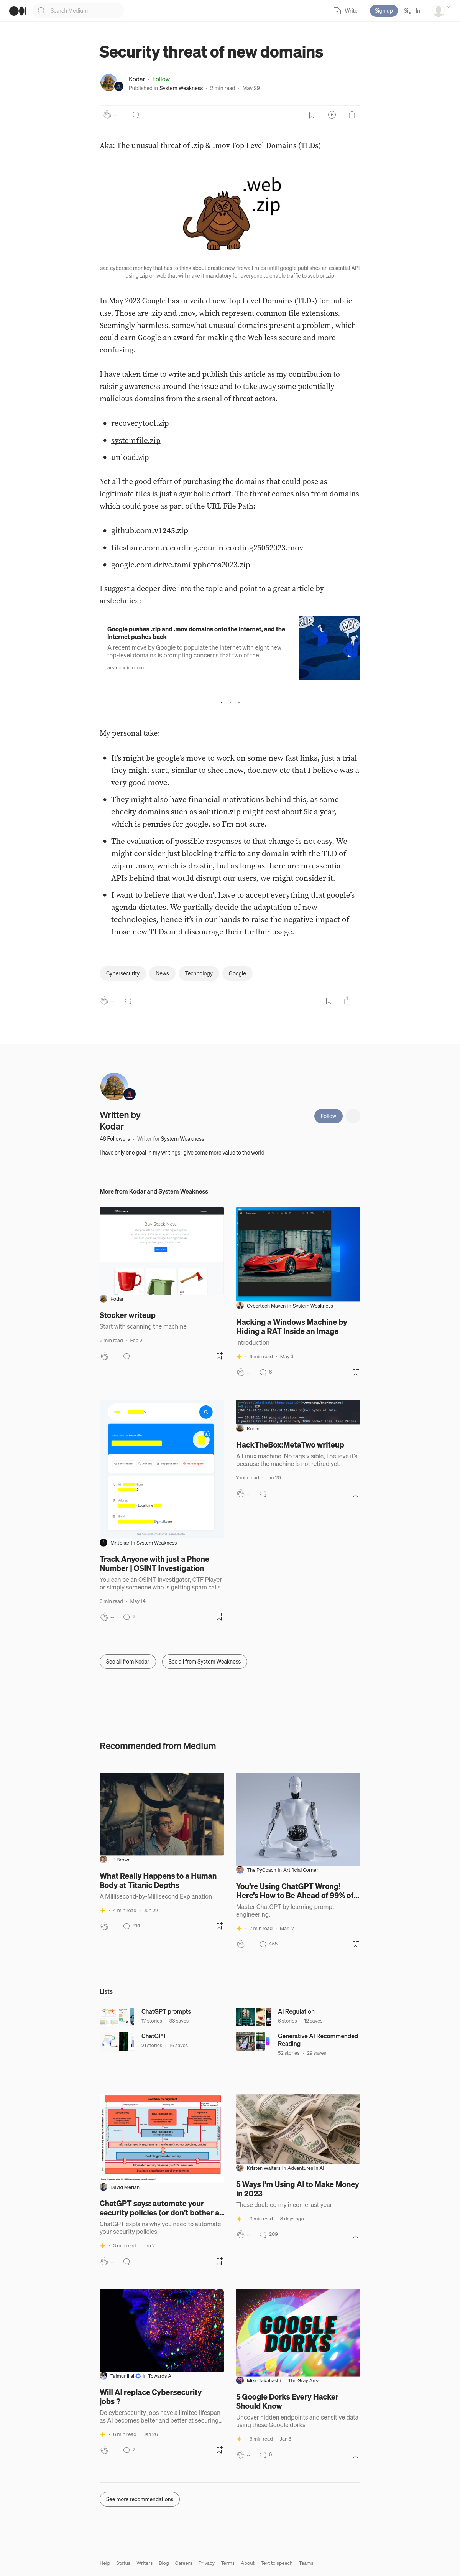 Search Medium
Write
Sign up
Sign In
Security threat of new domains
Kodar · Follow
Published in System Weakness · 2 min read · May 29
--
Aka: The unusual threat of .zip & .mov Top Level Domains (TLDs)
.web
.zip
sad cybersec monkey that has to think about drastic new firewall rules untill google publishes an essential API
using .zip or .web that will make it mandatory for everyone to enable traffic to .web or .zip
In May 2023 Google has unveiled new Top Level Domains (TLDs) for public
use. Those are .zip and .mov, which represent common file extensions.
Seemingly harmless, somewhat unusual domains present a problem, which
could earn Google an award for making the Web less secure and more
confusing.
I have taken time to write and publish this article as my contribution to
raising awareness around the issue and to take away some potentially
malicious domains from the arsenal of threat actors.
• recoverytool.zip
• systemfile.zip
• unload.zip
Yet all the good effort of purchasing the domains that could pose as
legitimate files is just a symbolic effort. The threat comes also from domains
which could pose as part of the URL File Path:
• github.com.v1245.zip
• fileshare.com.recording.courtrecording25052023.mov
• google.com.drive.familyphotos2023.zip
I suggest a deeper dive into the topic and point to a great article by
arstechnica:
Google pushes .zip and .mov domains onto the Internet, and the
Internet pushes back
A recent move by Google to populate the Internet with eight new
top-level domains is prompting concerns that two of the...
arstechnica.com
. . .
My personal take:
• It's might be google's move to work on some new fast links, just a trial
they might start, similar to sheet.new, doc.new etc that I believe was a
very good move.
• They might also have financial motivations behind this, as some
cheeky domains such as solution.zip might cost about 5k a year,
which is pennies for google, so I'm not sure.
• The evaluation of possible responses to that change is not easy. We
might consider just blocking traffic to any domain with the TLD of
.zip or .mov, which is drastic, but as long as there are no essential
APIs behind that would disrupt our users, we might consider it.
• I want to believe that we don't have to accept everything that google's
agenda dictates. We partially decide the adaptation of new
technologies, hence it's in our hands to raise the negative impact of
those new TLDs and discourage their further usage.
Cybersecurity
News
Technology
Google
--
Written by
Kodar
Follow
46 Followers · Writer for System Weakness
I have only one goal in my writings- give some more value to the world
More from Kodar and System Weakness
Buy Stock Now!
Kodar
Stocker writeup
Start with scanning the machine
3 min read · Feb 2
--
Cybertech Maven in System Weakness
Hacking a Windows Machine by
Hiding a RAT Inside an Image
Introduction
9 min read · May 3
-- 6
Mr Jokar in System Weakness
Track Anyone with just a Phone
Number | OSINT Investigation
You can be an OSINT Investigator, CTF Player
or simply someone who is getting spam calls...
3 min read · May 14
-- 3
Kodar
HackTheBox:MetaTwo writeup
A Linux machine, No tags visible, I believe it's
because the machine is not retired yet.
7 min read · Jan 20
--
See all from Kodar
See all from System Weakness
Recommended from Medium
JP Brown
What Really Happens to a Human
Body at Titanic Depths
A Millisecond-by-Millisecond Explanation
4 min read · Jun 22
-- 314
The PyCoach in Artificial Corner
You're Using ChatGPT Wrong!
Here's How to Be Ahead of 99% of...
Master ChatGPT by learning prompt
engineering.
7 min read · Mar 17
-- 455
Lists
ChatGPT prompts
17 stories · 33 saves
AI Regulation
6 stories · 12 saves
ChatGPT
21 stories · 16 saves
Generative AI Recommended
Reading
52 stories · 29 saves
David Merian
ChatGPT says: automate your
security policies (or don't bother a...
ChatGPT explains why you need to automate
your security policies.
3 min read · Jan 2
--
Kristen Walters in Adventures In AI
5 Ways I'm Using AI to Make Money
in 2023
These doubled my income last year
9 min read · 3 days ago
-- 209
Taimur Ijlal in Towards AI
Will AI replace Cybersecurity
jobs ?
Do cybersecurity jobs have a limited lifespan
as AI becomes better and better at securing...
6 min read · Jan 26
-- 2
GOOGLE
DORKS
Mike Takahashi in The Gray Area
5 Google Dorks Every Hacker
Should Know
Uncover hidden endpoints and sensitive data
using these Google dorks
3 min read · Jan 6
-- 6
See more recommendations
Help Status Writers Blog Careers Privacy Terms About Text to speech Teams